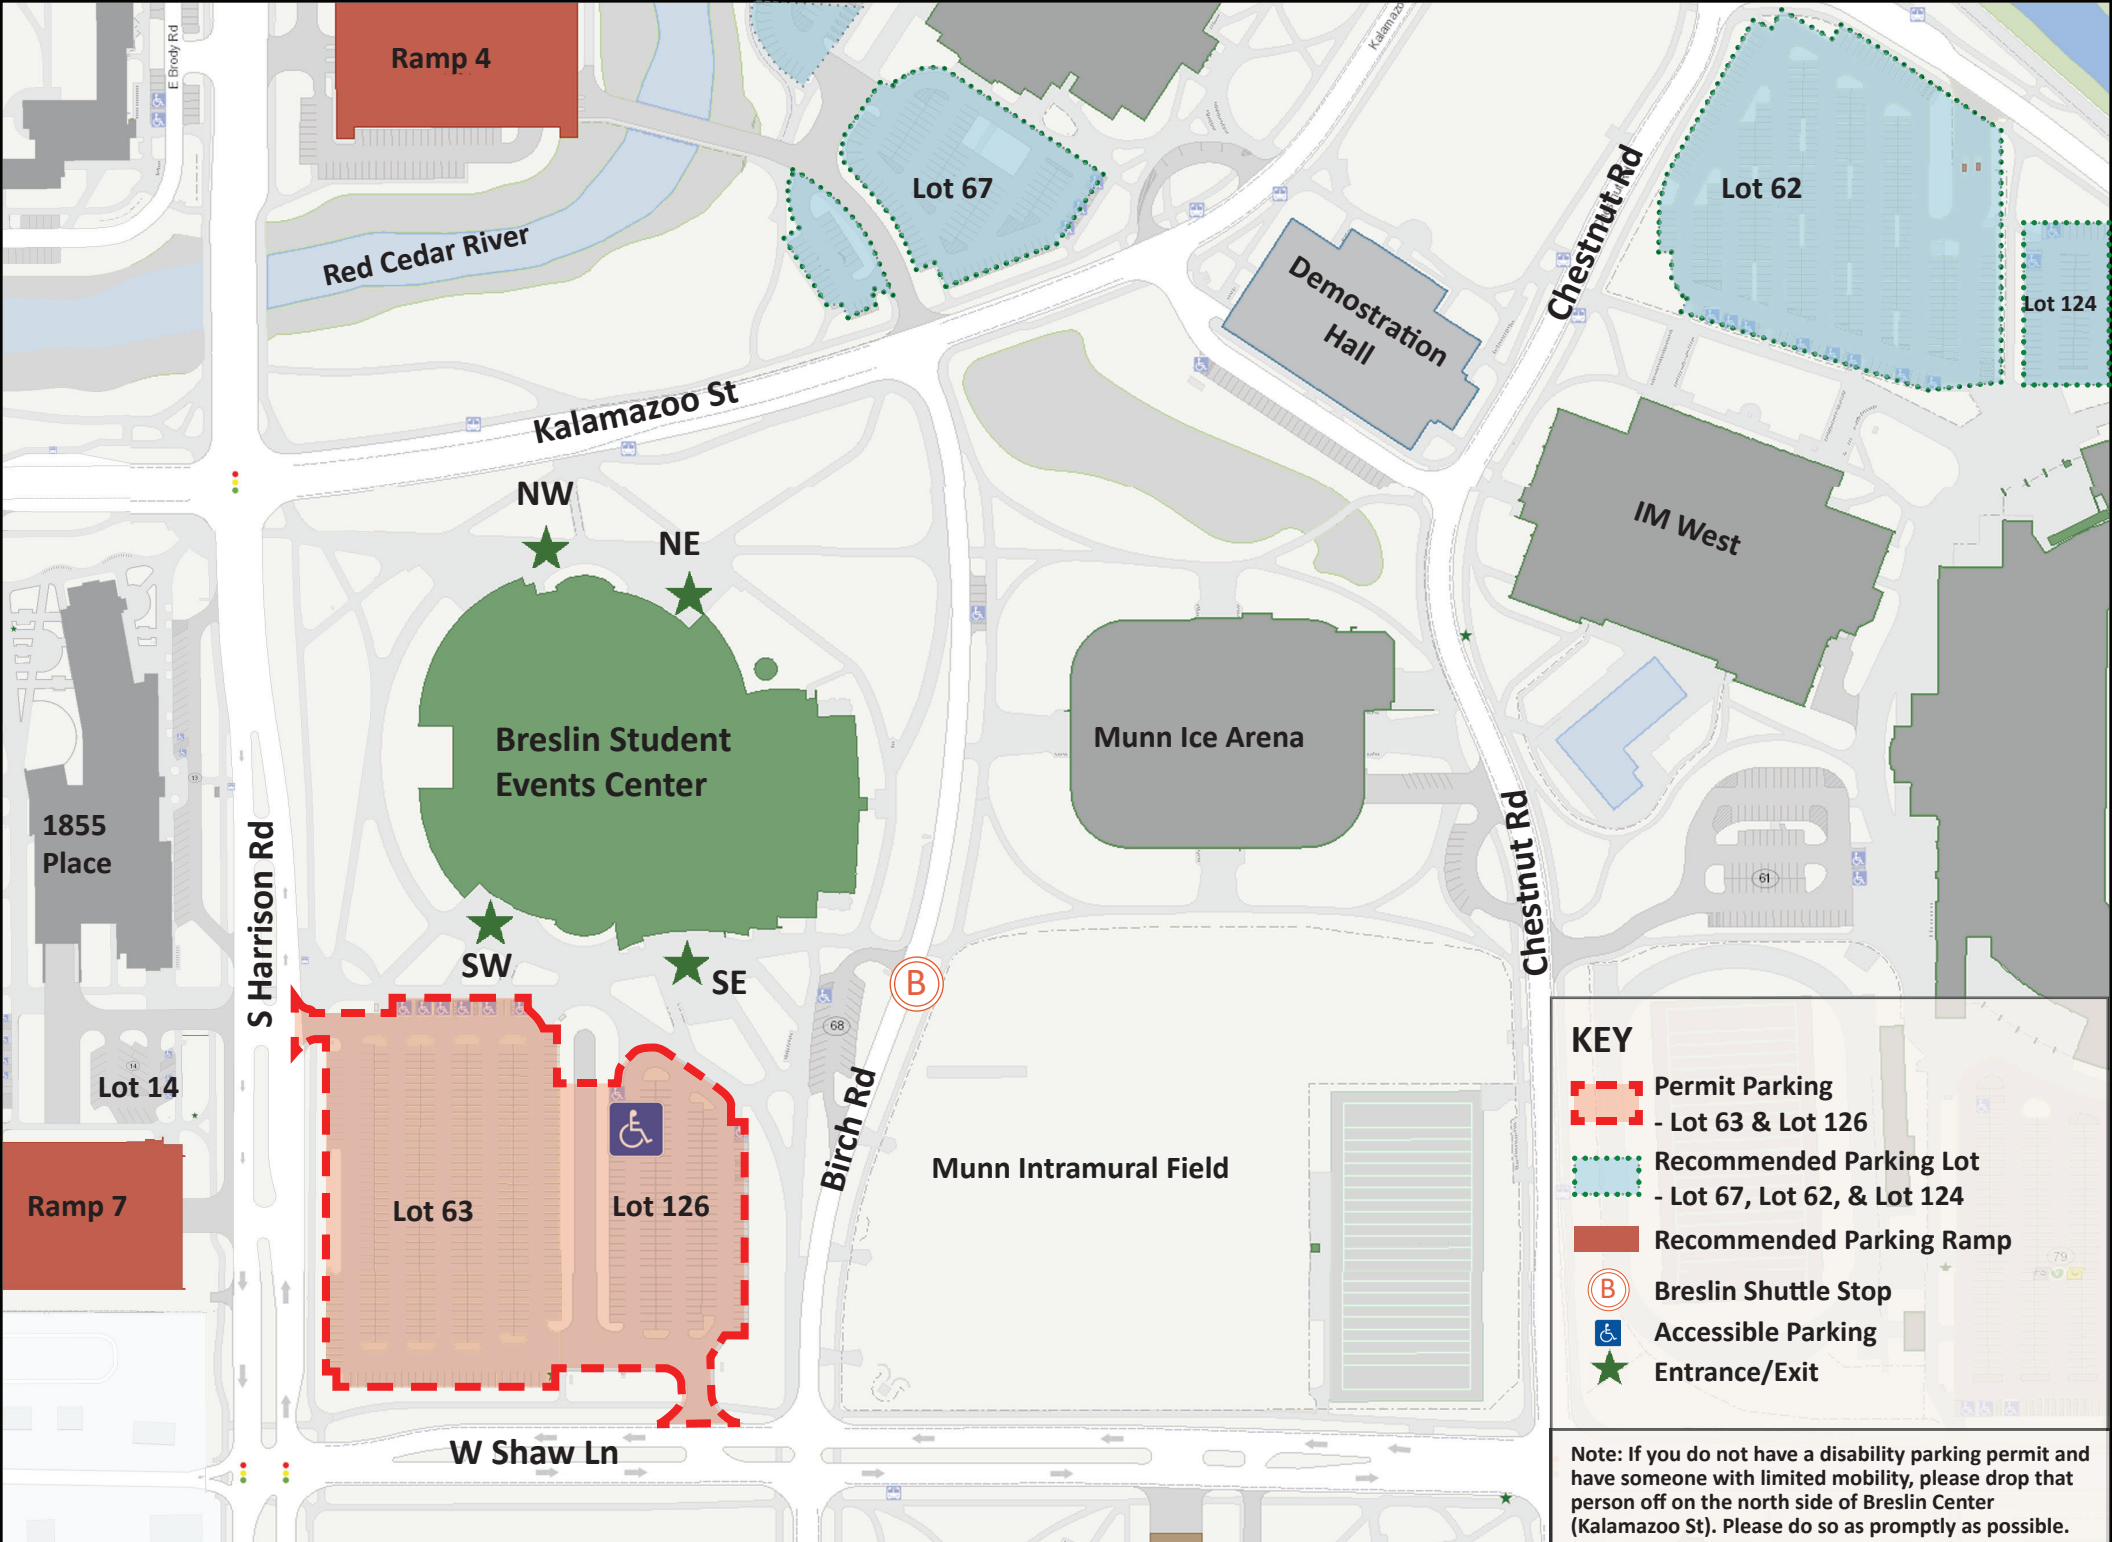 E Brody Rd
Ramp 4
Kalamazoo
Lot 67
Chestnut Rd
Lot 62
Red Cedar River
Demostration
Hall
Lot 124
Kalamazoo St
NW
NE
IM West
Breslin Student
Events Center
Munn Ice Arena
13
1855
Place
S Harrison Rd
Chestnut Rd
61
SW
SE
B
68
14
Lot 14
Birch Rd
Ramp 7
Lot 63
Lot 126
Munn Intramural Field
W Shaw Ln
79
KEY
Permit Parking
- Lot 63 & Lot 126
Recommended Parking Lot
- Lot 67, Lot 62, & Lot 124
Recommended Parking Ramp
B
Breslin Shuttle Stop
Accessible Parking
Entrance/Exit
Note: If you do not have a disability parking permit and
have someone with limited mobility, please drop that
person off on the north side of Breslin Center
(Kalamazoo St). Please do so as promptly as possible.